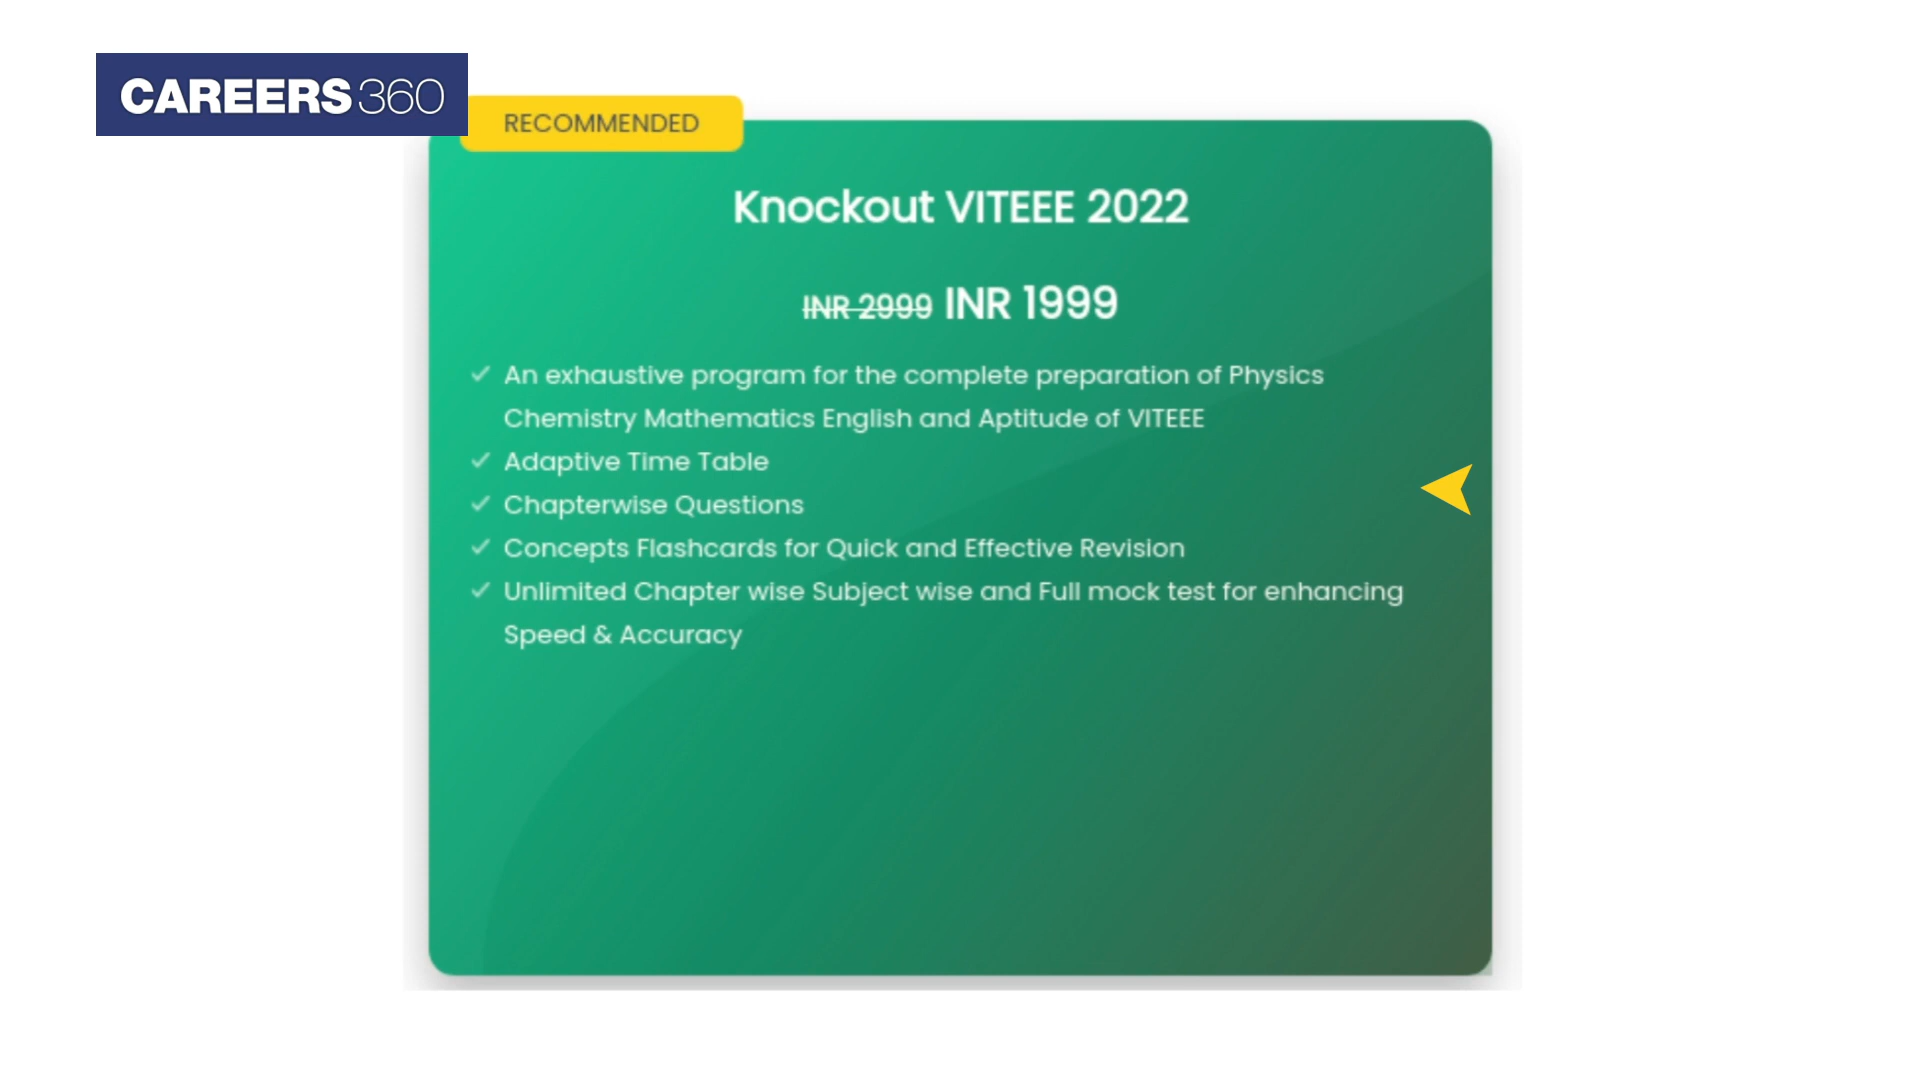 CAREERS360
RECOMMENDED
Knockout VITEEE 2022
INR 2999 INR 1999
An exhaustive program for the complete preparation of Physics
Chemistry Mathematics English and Aptitude of VITEEE
Adaptive Time Table
Chapterwise Questions
Concepts Flashcards for Quick and Effective Revision
Unlimited Chapter wise Subject wise and Full mock test for enhancing
Speed & Accuracy